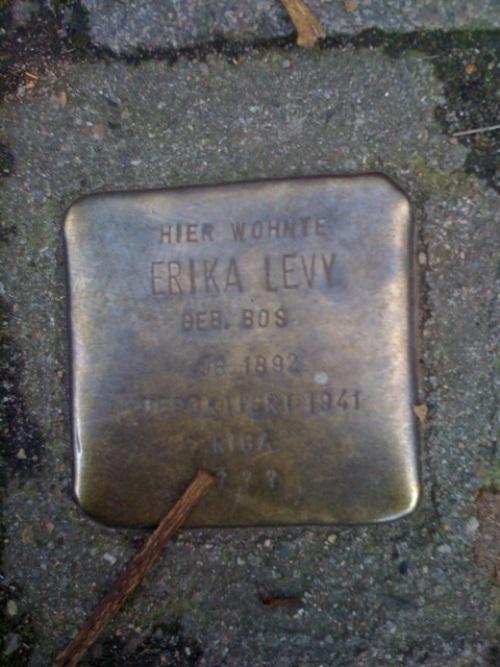 HIER WOHNTE
ERIKA LEVY
GEB. BOS
JG. 1892
DEPORTIERT 1941
RIGA
? ? ?